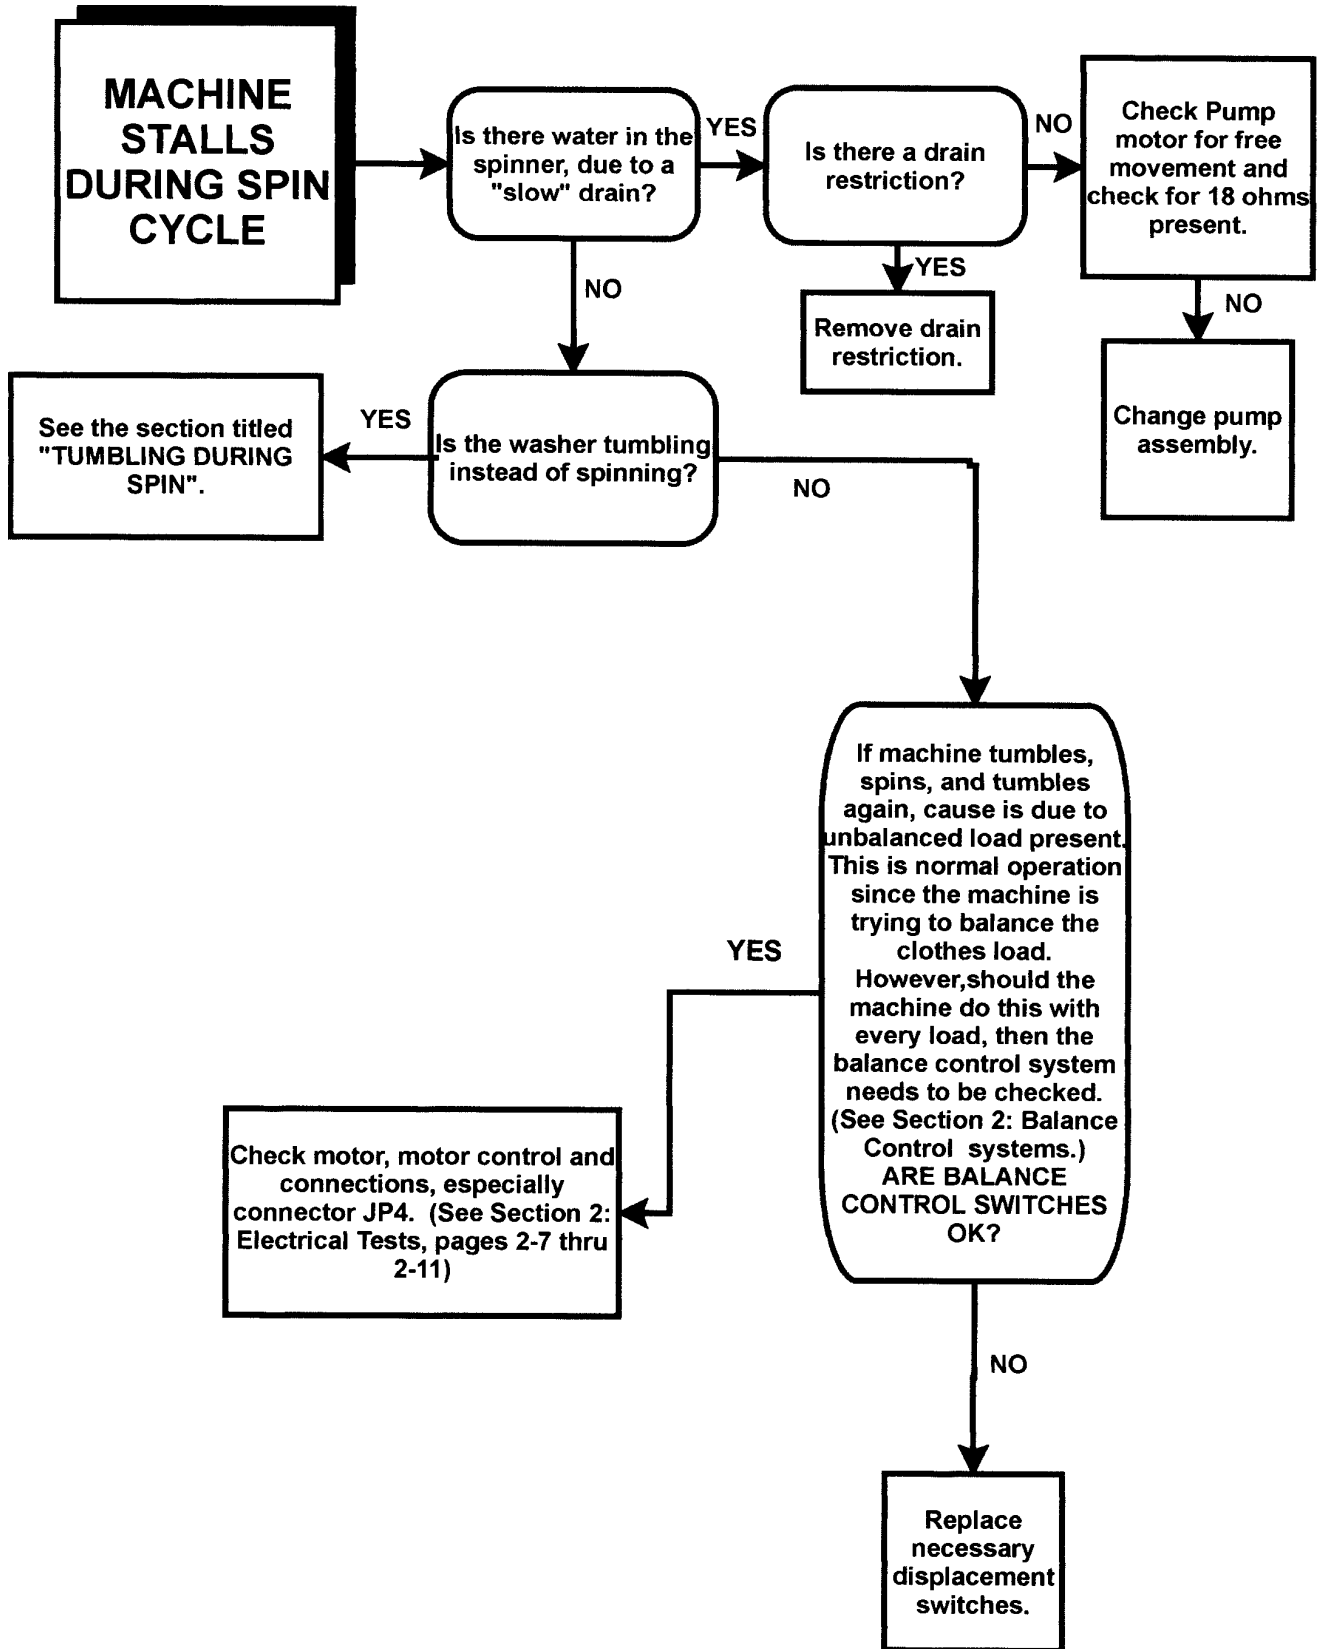 MACHINE
STALLS
DURING SPIN
CYCLE
Is there water in the
spinner, due to a
"slow" drain?
YES
Is there a drain
restriction?
NO
Check Pump
motor for free
movement and
check for 18 ohms
present.
YES
Remove drain
restriction.
NO
Change pump
assembly.
NO
Is the washer tumbling
instead of spinning?
YES
See the section titled
"TUMBLING DURING
SPIN".
NO
If machine tumbles,
spins, and tumbles
again, cause is due to
unbalanced load present.
This is normal operation
since the machine is
trying to balance the
clothes load.
However,should the
machine do this with
every load, then the
balance control system
needs to be checked.
(See Section 2: Balance
Control systems.)
ARE BALANCE
CONTROL SWITCHES
OK?
YES
Check motor, motor control and
connections, especially
connector JP4. (See Section 2:
Electrical Tests, pages 2-7 thru
2-11)
NO
Replace
necessary
displacement
switches.